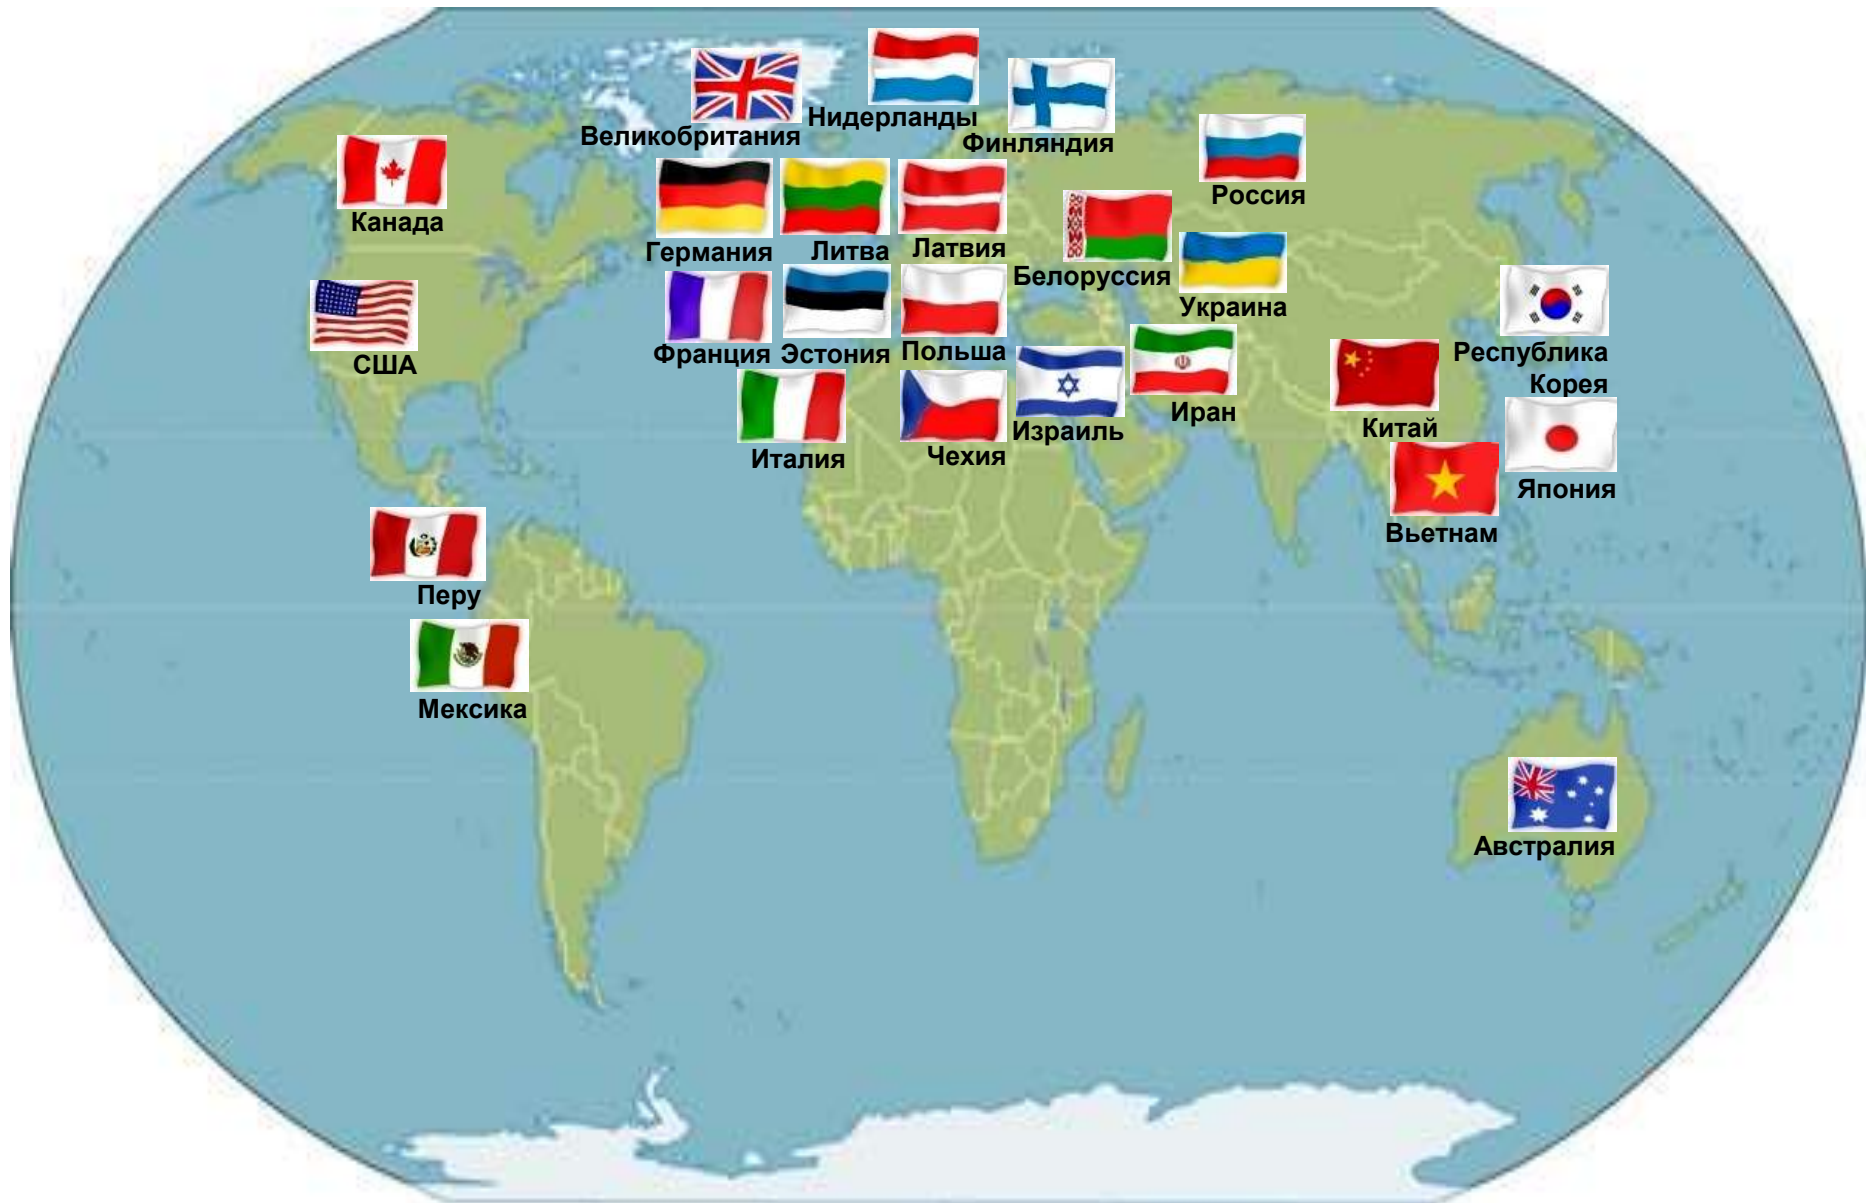 Великобритания
Нидерланды
Финляндия
Канада
Россия
Германия
Литва
Латвия
Белоруссия
Украина
США
Франция
Эстония
Польша
Республика
Корея
Италия
Чехия
Израиль
Иран
Китай
Япония
Вьетнам
Перу
Мексика
Австралия